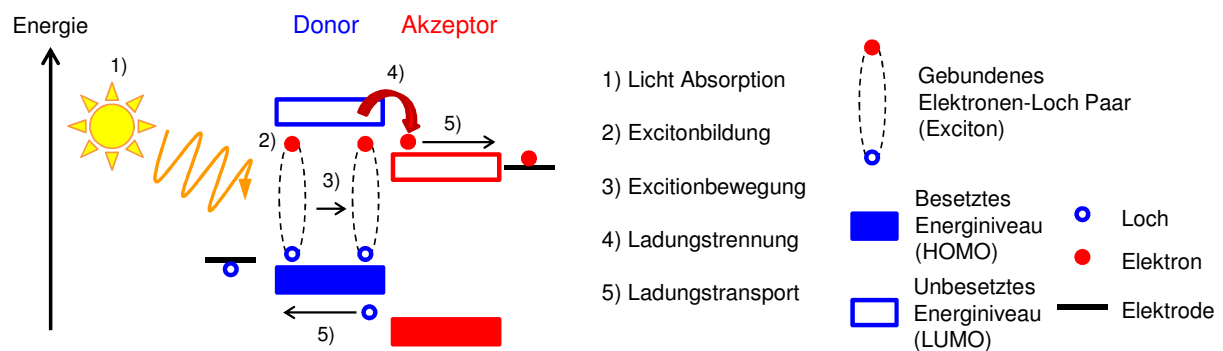 Energie
Donor
Akzeptor
1)
4)
5)
2)
3)
5)
1) Licht Absorption
2) Excitonbildung
3) Excitionbewegung
4) Ladungstrennung
5) Ladungstransport
Gebundenes
Elektronen-Loch Paar
(Exciton)
Besetztes
Energiniveau
(HOMO)
Unbesetztes
Energiniveau
(LUMO)
Loch
Elektron
Elektrode